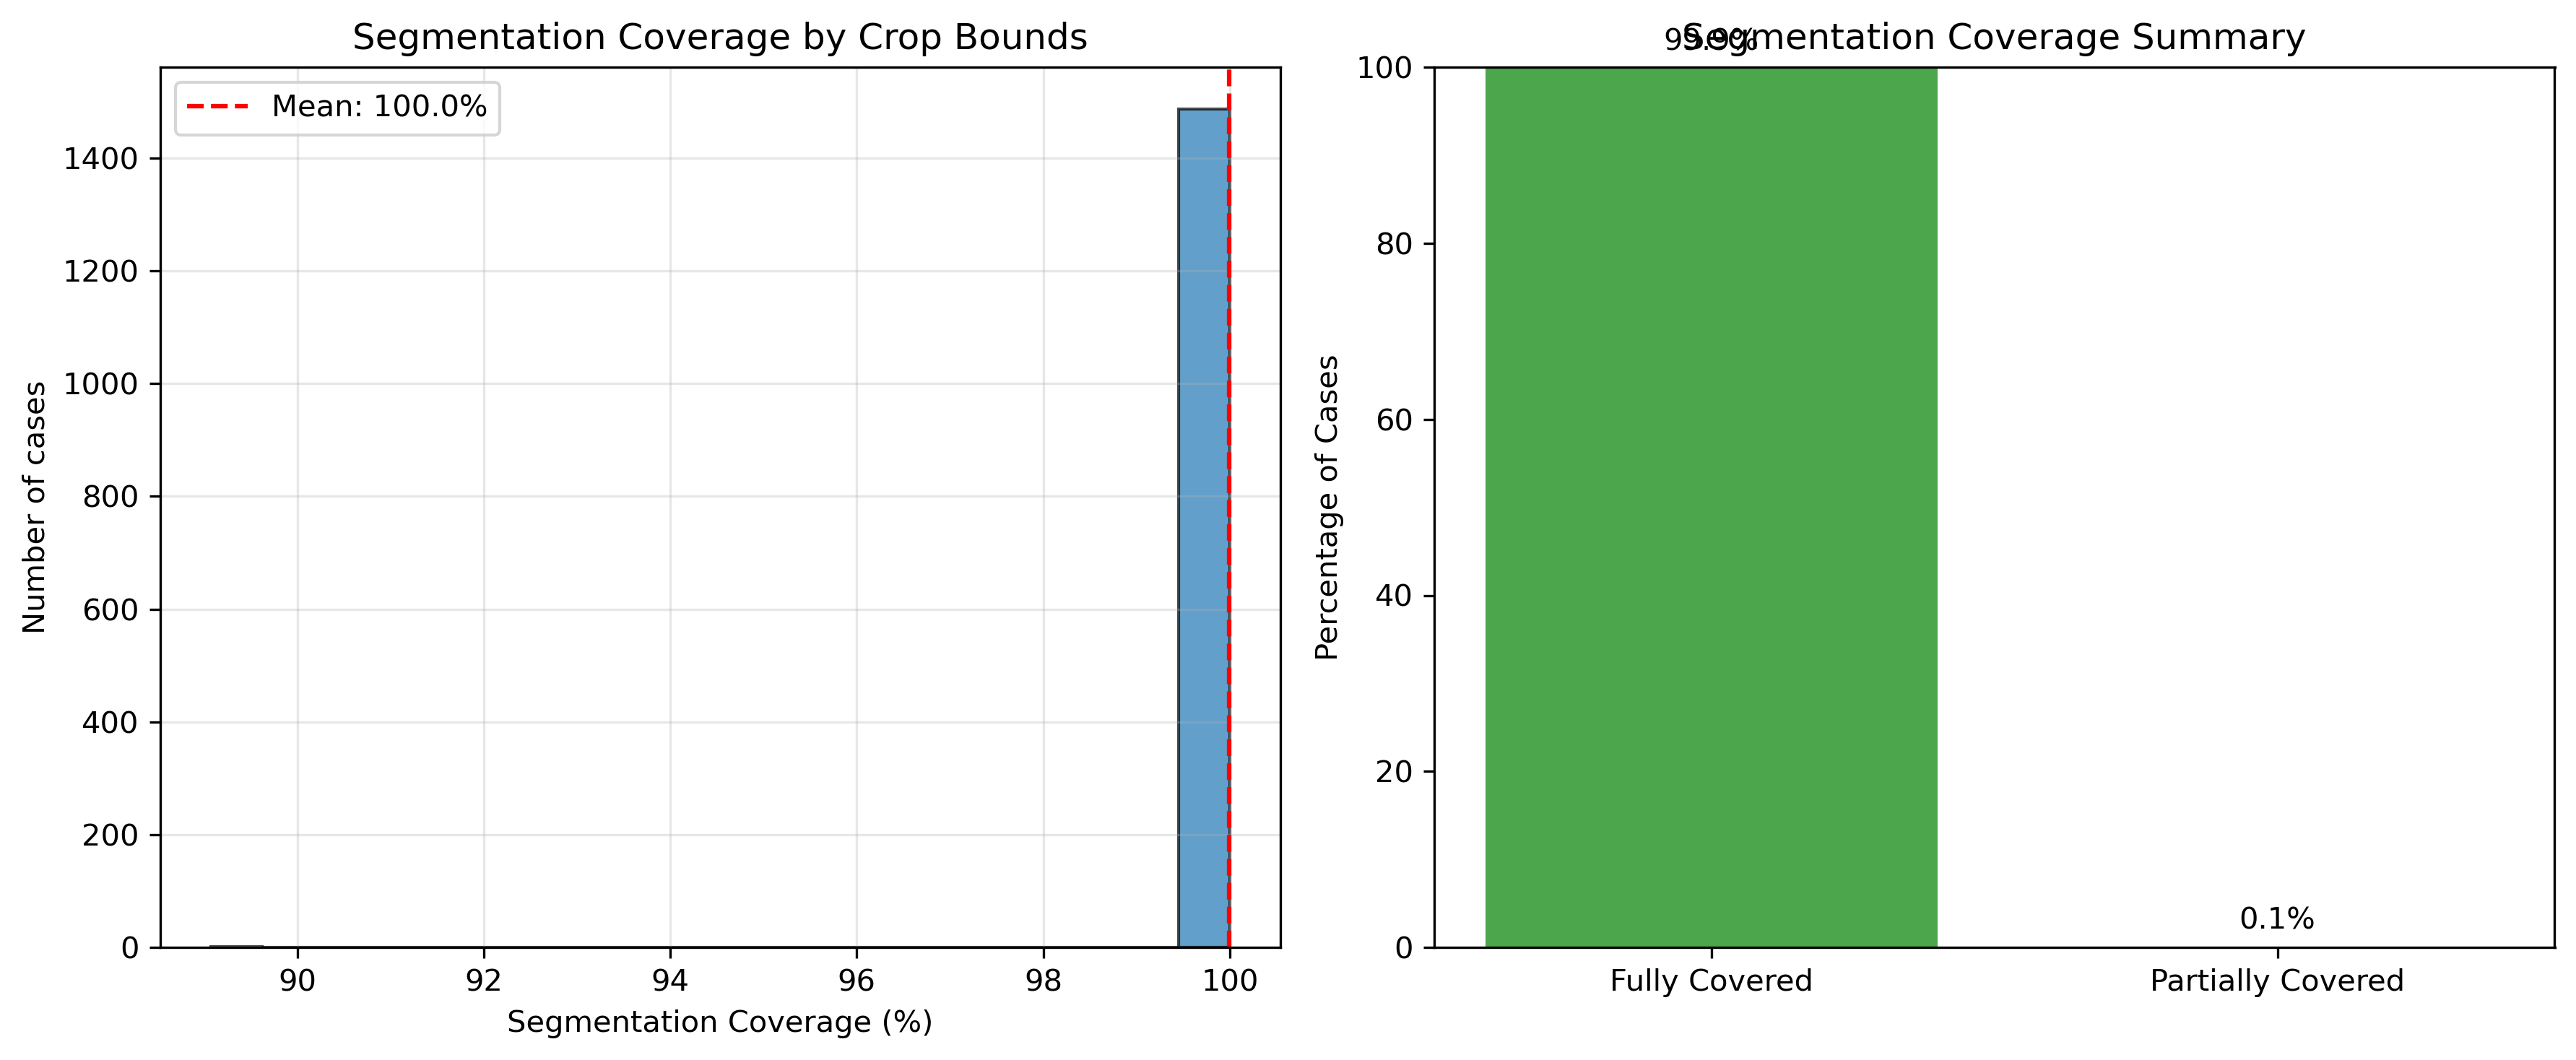 Segmentation Coverage by Crop Bounds
Mean: 100.0%
Number of cases
1400
1200
1000
800
600
400
200
0
90 92 94 96 98 100
Segmentation Coverage (%)
Segmentation Coverage Summary
99.9%
Percentage of Cases
100
80
60
40
20
0
0.1%
Fully Covered Partially Covered